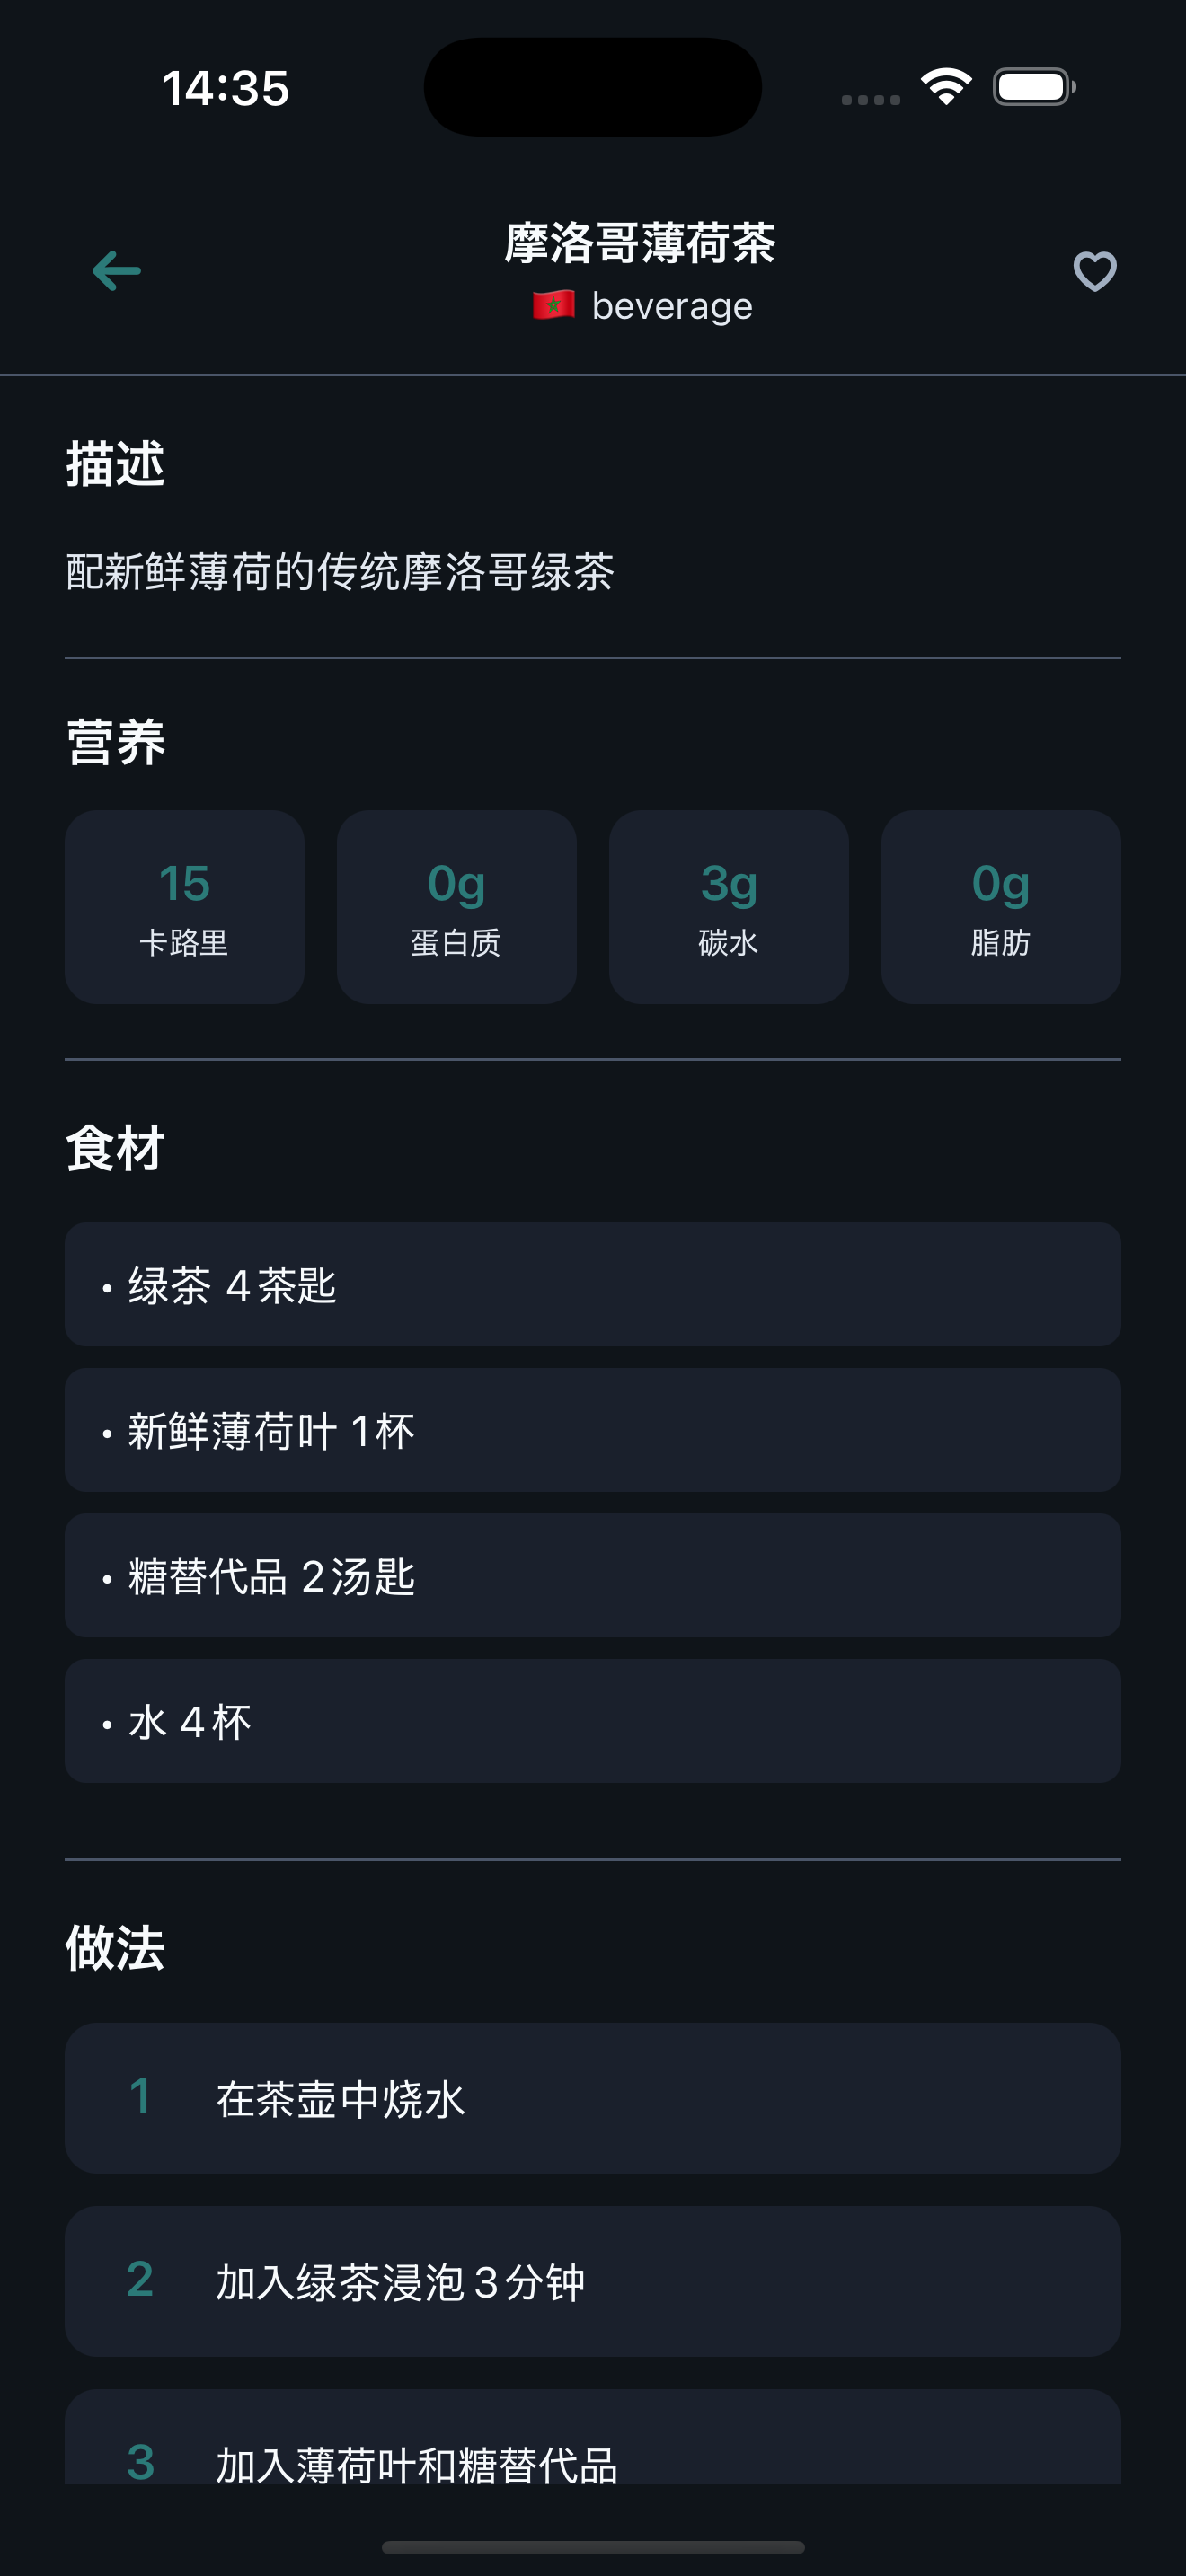 14:35
摩洛哥薄荷茶
🇲🇦 beverage
描述
配新鲜薄荷的传统摩洛哥绿茶
营养
15
卡路里
0g
蛋白质
3g
碳水
0g
脂肪
食材
• 绿茶 4茶匙
• 新鲜薄荷叶 1杯
• 糖替代品 2汤匙
• 水 4杯
做法
1 在茶壶中烧水
2 加入绿茶浸泡3分钟
3 加入薄荷叶和糖替代品